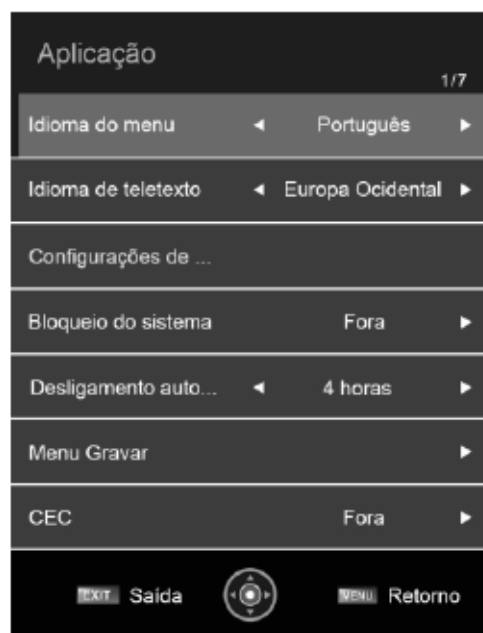 Aplicação
1/7
Idioma do menu ◄ Português ►
Idioma de teletexto ◄ Europa Ocidental ►
Configurações de ...
Bloqueio do sistema Fora ►
Desligamento auto... ◄ 4 horas ►
Menu Gravar ►
CEC Fora ►
EXIT Saída MENU Retorno